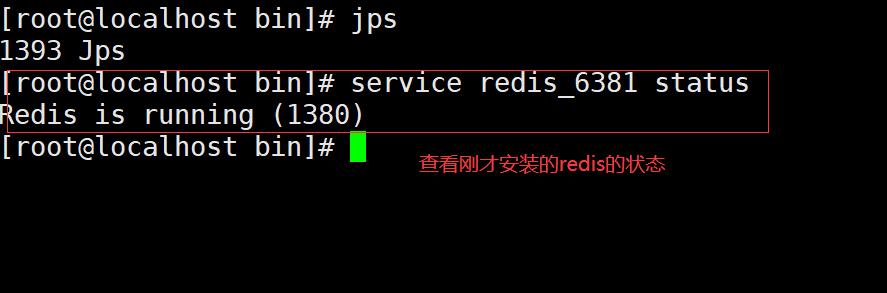 [root@localhost bin]# jps
1393 Jps
[root@localhost bin]# service redis_6381 status
Redis is running (1380)
[root@localhost bin]#
查看刚才安装的redis的状态